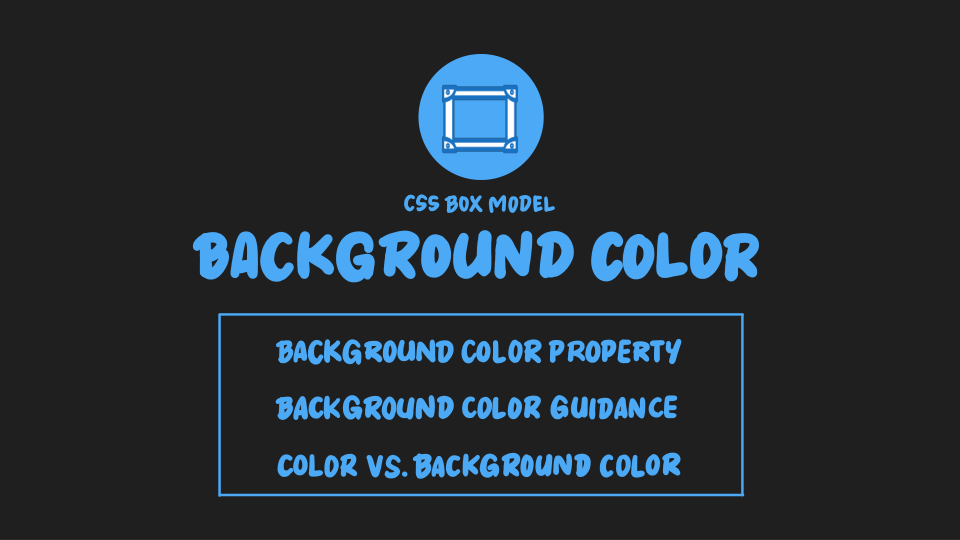 CSS BOX MODEL
BACKGROUND COLOR
BACKGROUND COLOR PROPERTY
BACKGROUND COLOR GUIDANCE
COLOR VS. BACKGROUND COLOR